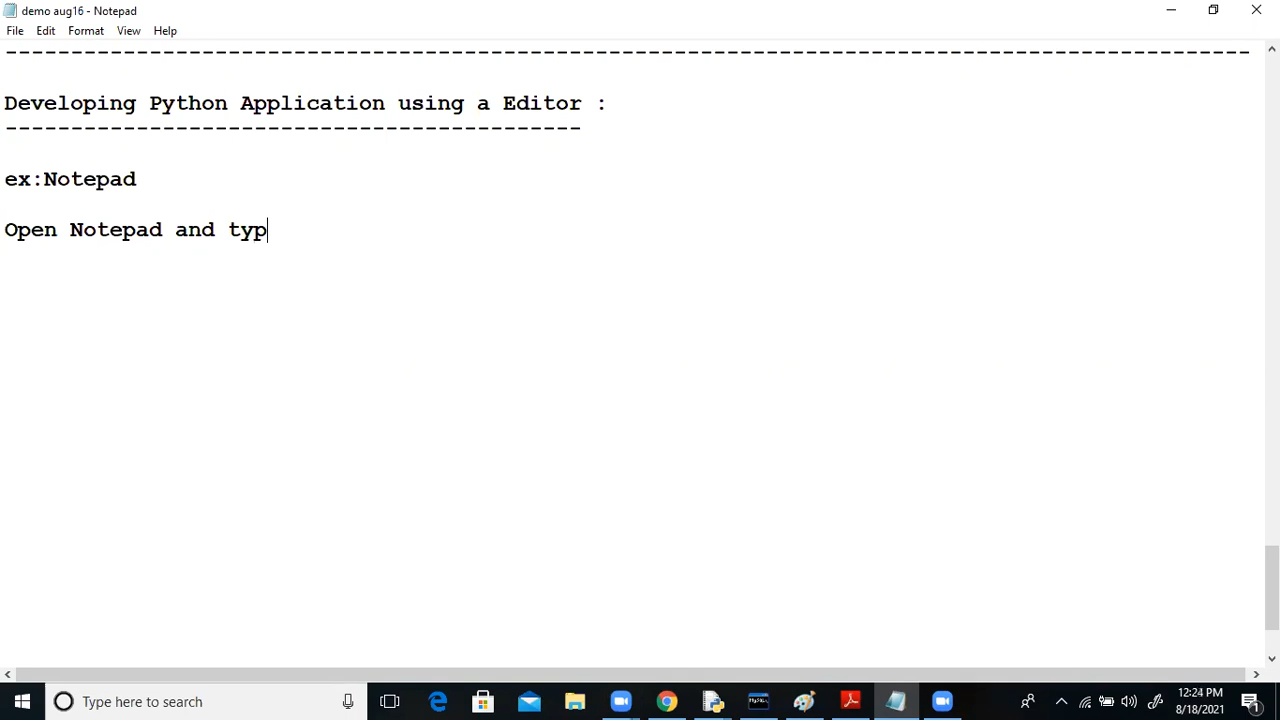 demo aug16 - Notepad
File Edit Format View Help
-----------------------------------------------------------------------------------------------
Developing Python Application using a Editor :
--------------------------------------------
ex:Notepad
Open Notepad and typ
Type here to search
12:24 PM
8/18/2021
1